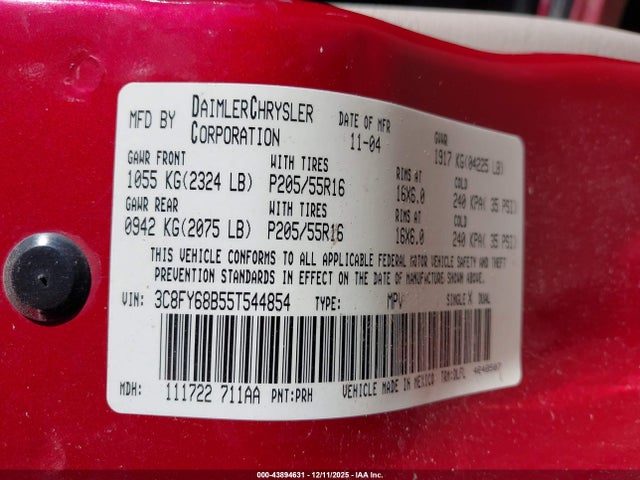 MFD BY DAIMLERCHRYSLER CORPORATION DATE OF MFR 11-04 GVWR 1917 KG(04225 LB)
GAWR FRONT WITH TIRES RIMS AT COLD
1055 KG(2324 LB) P205/55R16 16X6.0 240 KPA( 35 PSI)
GAWR REAR WITH TIRES RIMS AT COLD
0942 KG(2075 LB) P205/55R16 16X6.0 240 KPA( 35 PSI)
THIS VEHICLE CONFORMS TO ALL APPLICABLE FEDERAL MOTOR VEHICLE SAFETY AND THEFT
PREVENTION STANDARDS IN EFFECT ON THE DATE OF MANUFACTURE SHOWN ABOVE.
VIN: 3C8FY68B55T544854 TYPE: MPV SINGLE X DUAL
MDH: 111722 711AA PNT:PRH VEHICLE MADE IN MEXICO TRM:DLFL 4648507
000-43894631 - 12/11/2025 - IAA Inc.